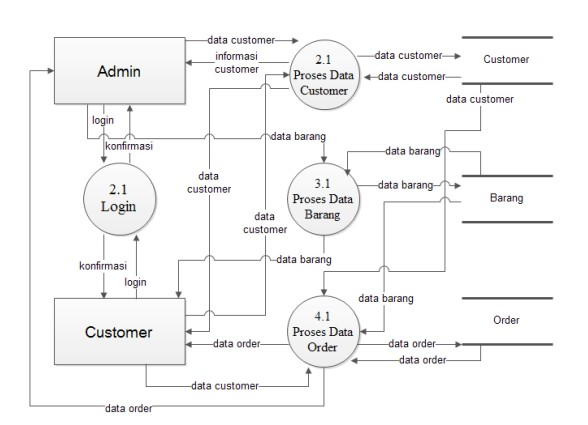 data customer
informasi
customer
Admin
2.1
Proses Data
Customer
data customer
data customer
Customer
data customer
login
konfirmasi
data barang
data barang
2.1
Login
data
customer
data
customer
3.1
Proses Data
Barang
data barang
Barang
konfirmasi
login
data barang
data barang
Customer
4.1
Proses Data
Order
Order
data order
data order
data order
data customer
data order